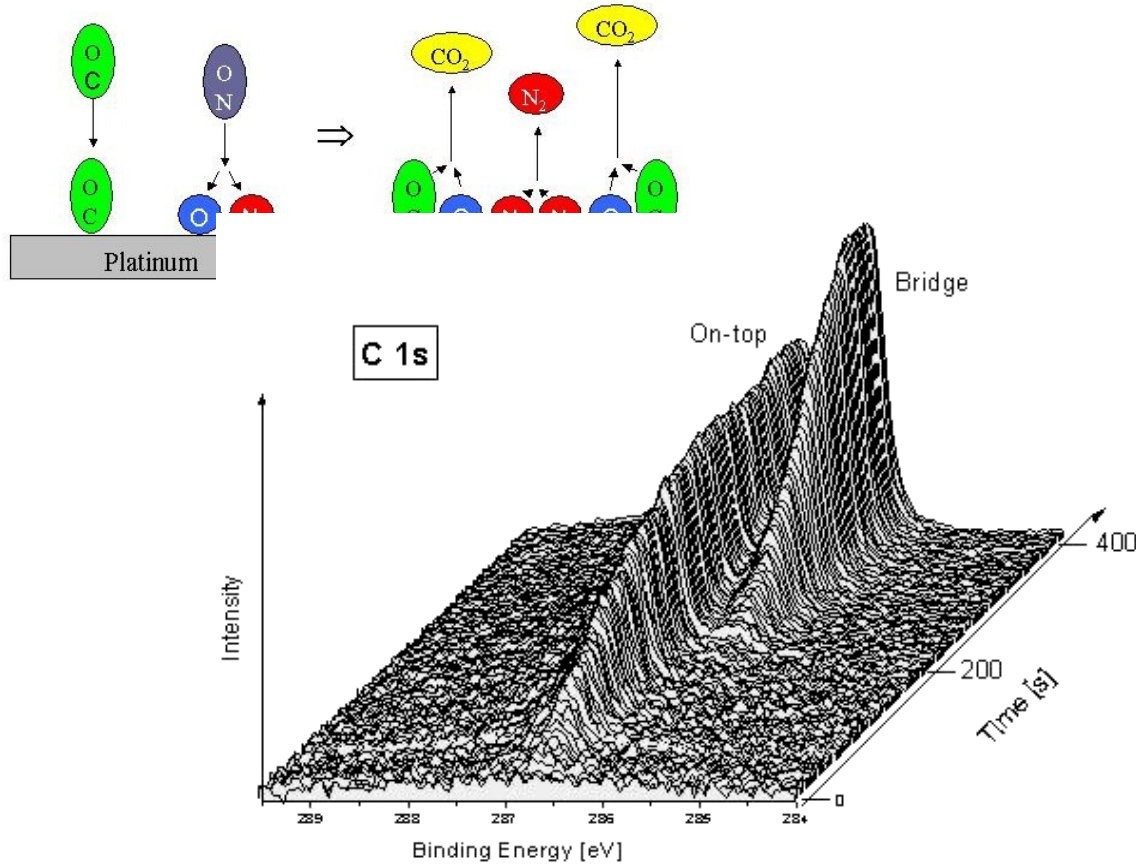 O
C
O
N
⇒
CO2
N2
CO2
O
C
O
O
C
O
Platinum
C 1s
On-top
Bridge
Intensity
400
200
0
Time [s]
289 288 287 286 285 284
Binding Energy [eV]